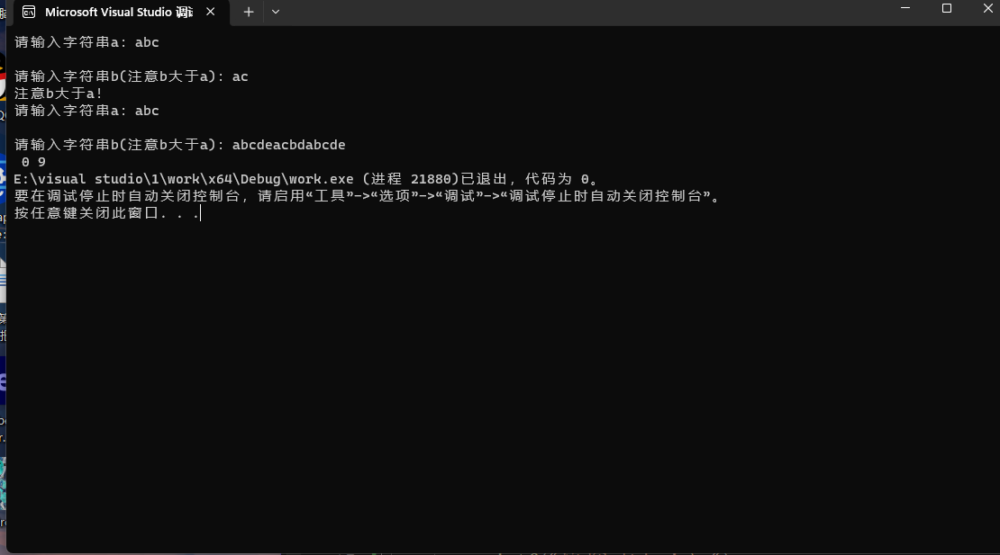 Microsoft Visual Studio 调试
请输入字符串a: abc
请输入字符串b(注意b大于a): ac
注意b大于a!
请输入字符串a: abc
请输入字符串b(注意b大于a): abcdeacbdabcde
0 9
E:\visual studio\1\work\x64\Debug\work.exe (进程 21880)已退出，代码为 0。
要在调试停止时自动关闭控制台，请启用“工具”->“选项”->“调试”->“调试停止时自动关闭控制台”。
按任意键关闭此窗口. . .